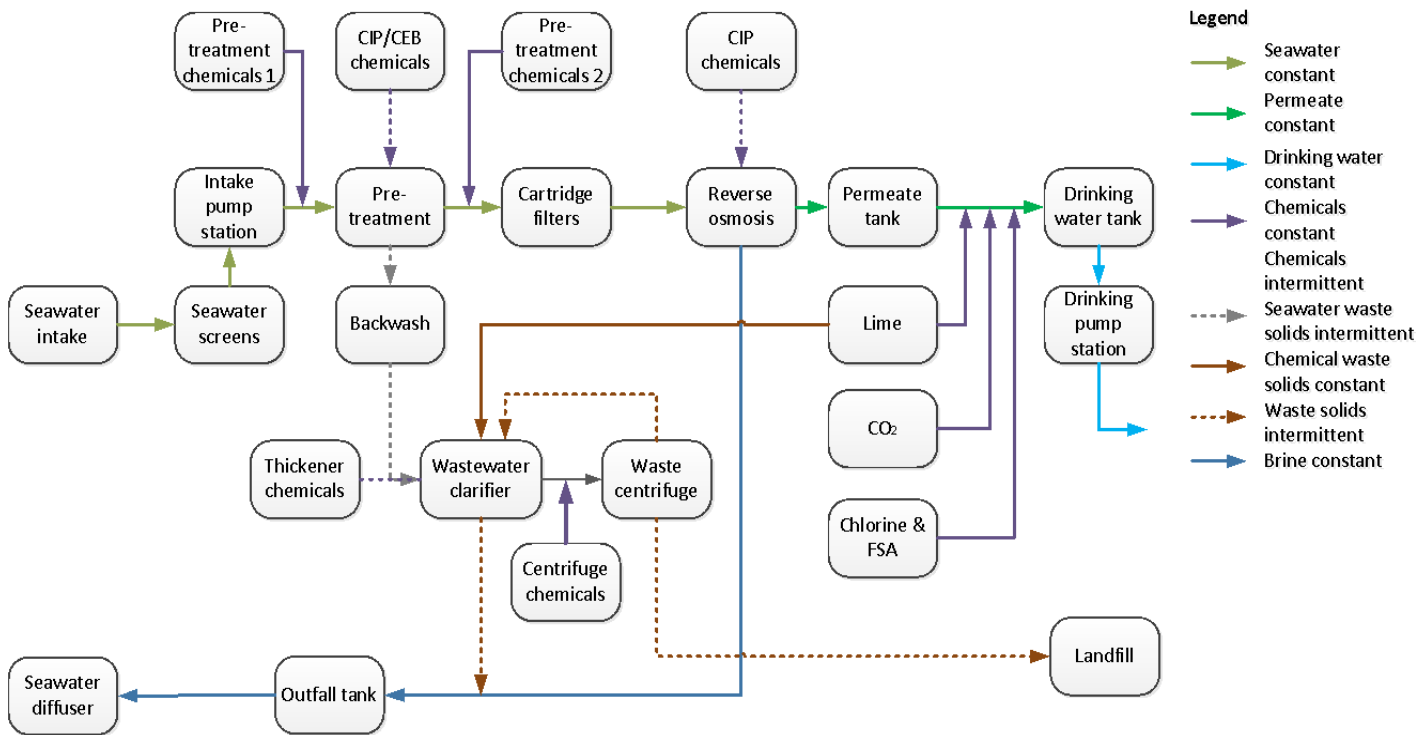 Pre-
treatment
chemicals 1
CIP/CEB
chemicals
Pre-
treatment
chemicals 2
CIP
chemicals
Intake
pump
station
Pre-
treatment
Cartridge
filters
Reverse
osmosis
Permeate
tank
Drinking
water tank
Seawater
intake
Seawater
screens
Backwash
Lime
Drinking
pump
station
CO₂
Thickener
chemicals
Wastewater
clarifier
Waste
centrifuge
Chlorine &
FSA
Centrifuge
chemicals
Landfill
Seawater
diffuser
Outfall tank
Legend
Seawater
constant
Permeate
constant
Drinking water
constant
Chemicals
constant
Chemicals
intermittent
Seawater waste
solids intermittent
Chemical waste
solids constant
Waste solids
intermittent
Brine constant